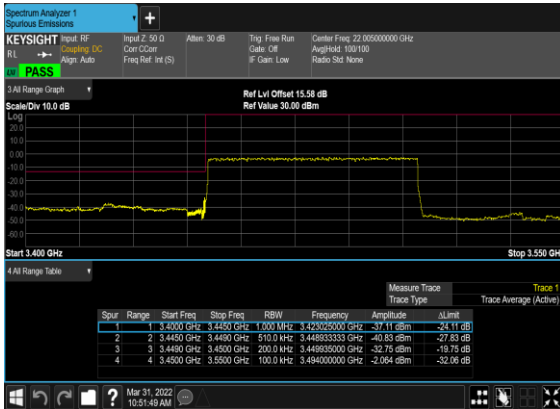 Spectrum Analyzer 1
Spurious Emissions
+
KEYSIGHT Input: RF Input Z: 50 Ω Atten: 30 dB Trig: Free Run Center Freq: 22.005000000 GHz
RL Coupling: DC Corr CCorr Gate: Off Avg|Hold: 100/100
Align: Auto Freq Ref: Int (S) IF Gain: Low Radio Std: None
LXI PASS
3 All Range Graph
Ref Lvl Offset 15.58 dB
Scale/Div 10.0 dB Ref Value 30.00 dBm
Log
20.0
10.0
0.00
-10.0
-20.0
-30.0
-40.0
-50.0
-60.0
Start 3.400 GHz Stop 3.550 GH
4 All Range Table
Measure Trace Trace 1
Trace Type Trace Average (Active)
Spur Range Start Freq Stop Freq RBW Frequency Amplitude ΔLimit
1 1 3.4000 GHz 3.4450 GHz 1.000 MHz 3.423025000 GHz -37.11 dBm -24.11 dB
2 2 3.4450 GHz 3.4490 GHz 510.0 kHz 3.448933333 GHz -40.83 dBm -27.83 dB
3 3 3.4490 GHz 3.4500 GHz 200.0 kHz 3.449935000 GHz -32.75 dBm -19.75 dB
4 4 3.4500 GHz 3.5500 GHz 100.0 kHz 3.494000000 GHz -2.064 dBm -32.06 dB
? Mar 31, 2022
10:51:49 AM